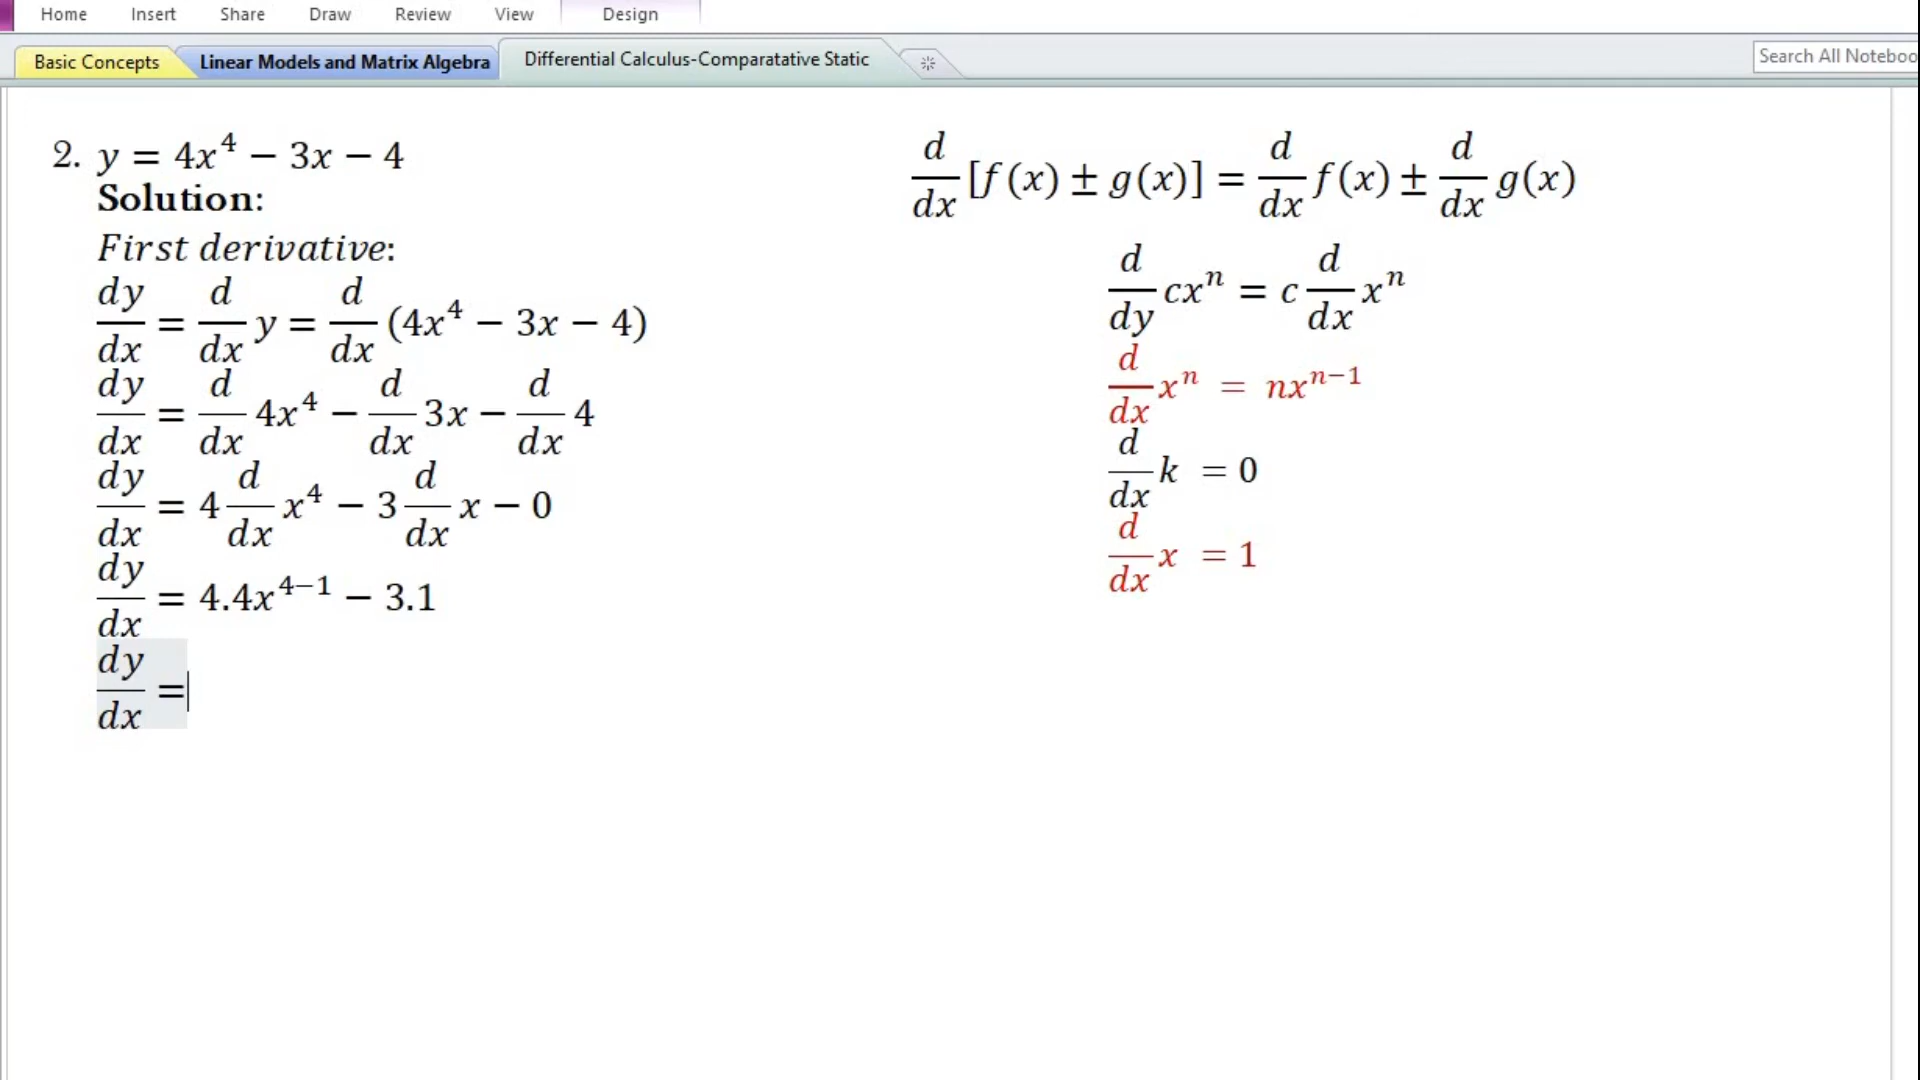 Home Insert Share Draw Review View Design
Basic Concepts Linear Models and Matrix Algebra Differential Calculus-Comparatative Static Search All Noteboo
2. y = 4x⁴ − 3x − 4
Solution:
First derivative:
dy/dx = d/dx y = d/dx (4x⁴ − 3x − 4)
dy/dx = d/dx 4x⁴ − d/dx 3x − d/dx 4
dy/dx = 4 d/dx x⁴ − 3 d/dx x − 0
dy/dx = 4.4x⁴⁻¹ − 3.1
dy/dx =
d/dx [f(x) ± g(x)] = d/dx f(x) ± d/dx g(x)
d/dy cxⁿ = c d/dx xⁿ
d/dx xⁿ = nxⁿ⁻¹
d/dx k = 0
d/dx x = 1